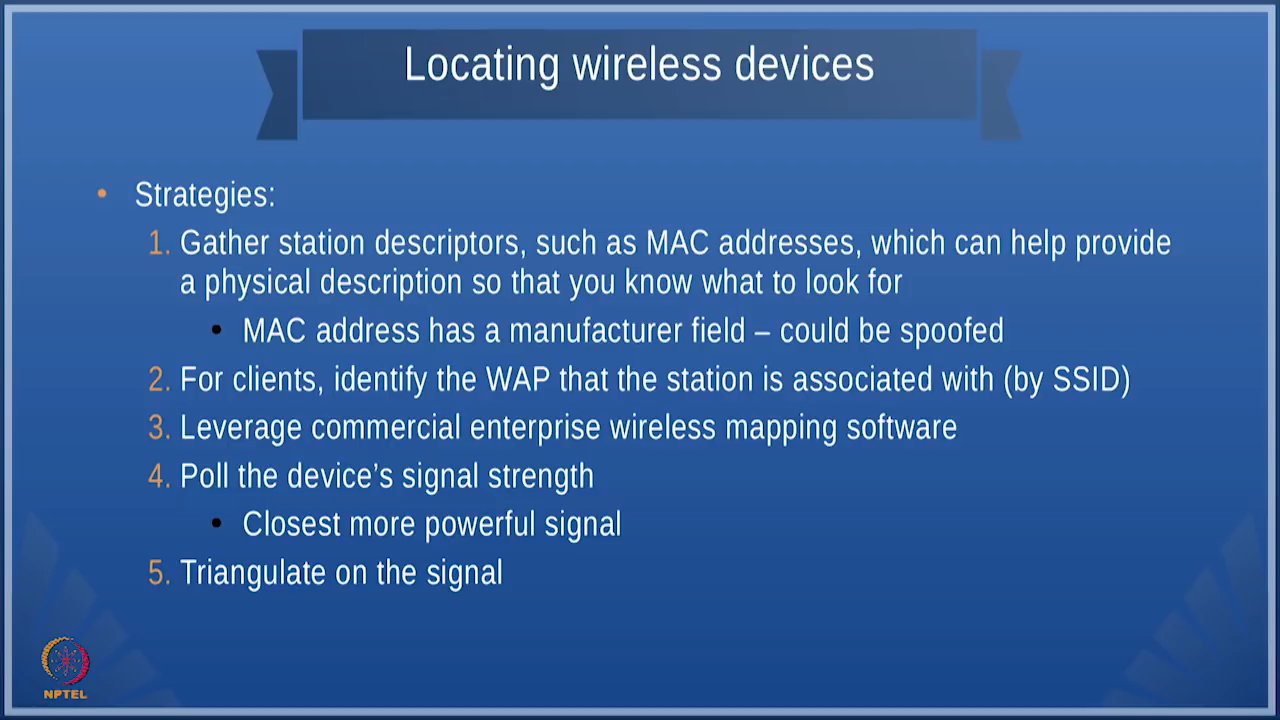 Locating wireless devices
• Strategies:
1. Gather station descriptors, such as MAC addresses, which can help provide
a physical description so that you know what to look for
• MAC address has a manufacturer field – could be spoofed
2. For clients, identify the WAP that the station is associated with (by SSID)
3. Leverage commercial enterprise wireless mapping software
4. Poll the device’s signal strength
• Closest more powerful signal
5. Triangulate on the signal
NPTEL